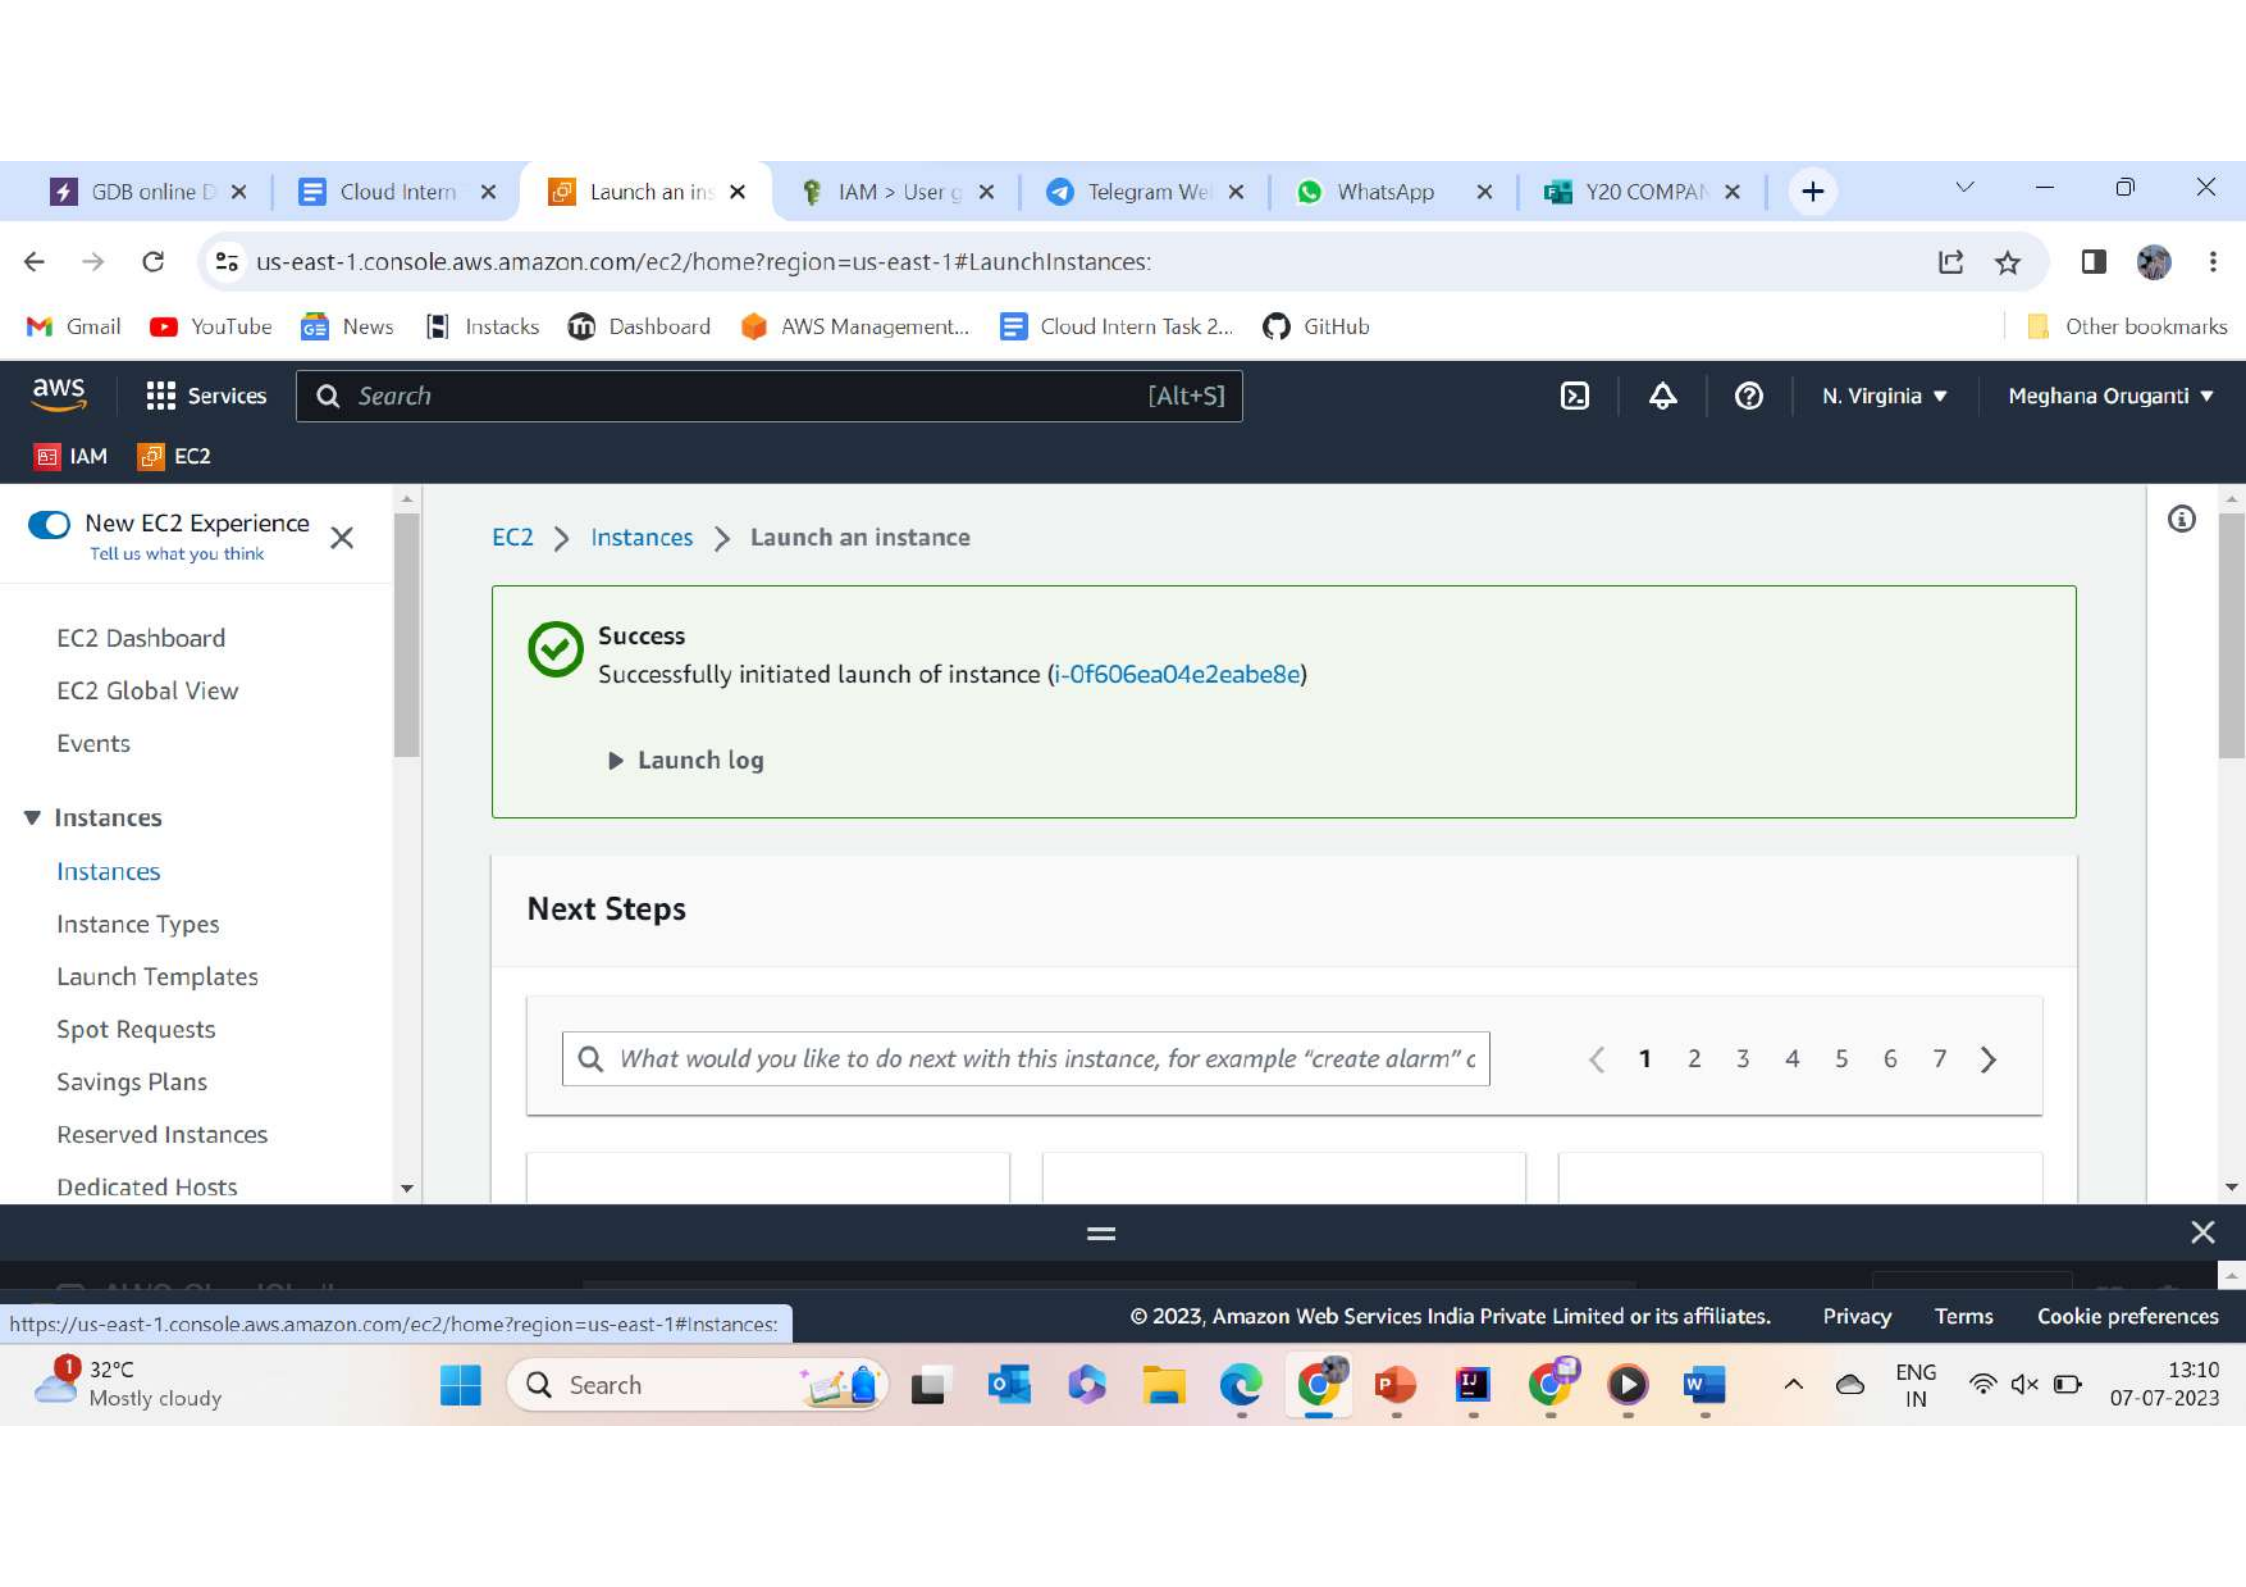 GDB online D
Cloud Intern
Launch an ins
IAM > User g
Telegram We
WhatsApp
Y20 COMPAN
us-east-1.console.aws.amazon.com/ec2/home?region=us-east-1#LaunchInstances:
Gmail YouTube News Instacks Dashboard AWS Management... Cloud Intern Task 2... GitHub Other bookmarks
aws Services Search [Alt+S] N. Virginia Meghana Oruganti
IAM EC2
New EC2 Experience
Tell us what you think
EC2 Dashboard
EC2 Global View
Events
Instances
Instances
Instance Types
Launch Templates
Spot Requests
Savings Plans
Reserved Instances
Dedicated Hosts
EC2 > Instances > Launch an instance
Success
Successfully initiated launch of instance (i-0f606ea04e2eabe8e)
Launch log
Next Steps
What would you like to do next with this instance, for example “create alarm” c
1 2 3 4 5 6 7
https://us-east-1.console.aws.amazon.com/ec2/home?region=us-east-1#Instances:
© 2023, Amazon Web Services India Private Limited or its affiliates. Privacy Terms Cookie preferences
1
32°C
Mostly cloudy
Search
ENG
IN
13:10
07-07-2023